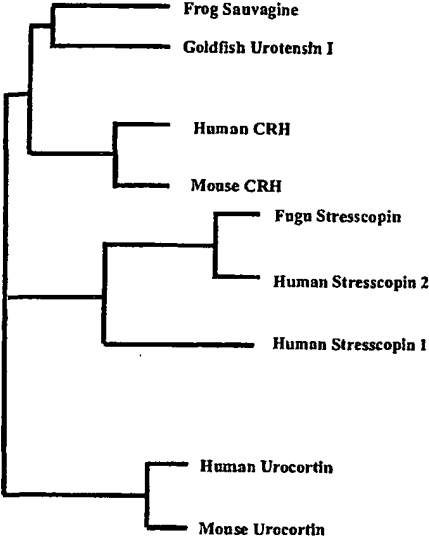 Frog Sauvagine
Goldfish Urotensin I
Human CRH
Mouse CRH
Fugu Stresscopin
Human Stresscopin 2
Human Stresscopin 1
Human Urocortin
Mouse Urocortin